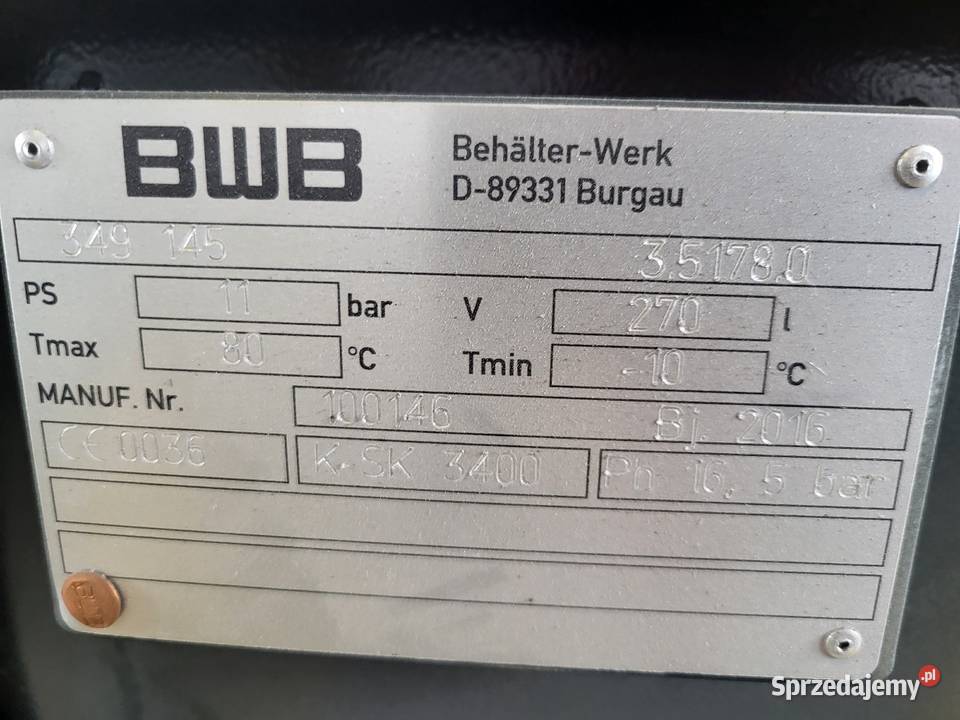 BWB
Behälter-Werk
D-89331 Burgau
349 145 3.5178.0
PS 11 bar V 270 l
Tmax 80 °C Tmin -10 °C
MANUF. Nr. 100146 Bj. 2016
CE 0036 K-SK 3400 Ph 16,5 bar
Sprzedajemy.pl